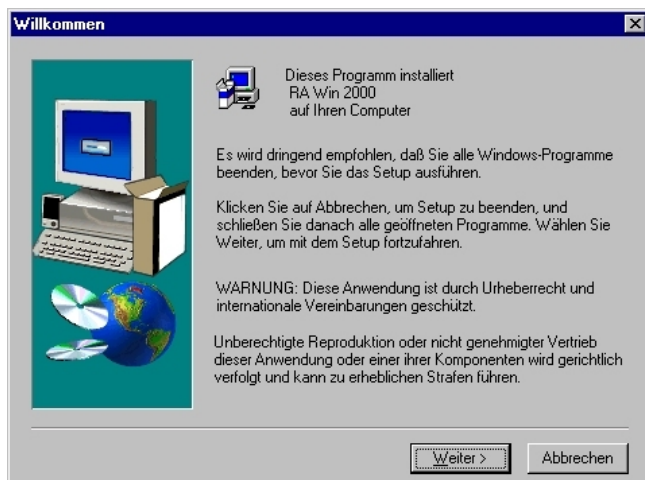 Willkommen
Dieses Programm installiert
RA Win 2000
auf Ihren Computer
Es wird dringend empfohlen, daß Sie alle Windows-Programme
beenden, bevor Sie das Setup ausführen.
Klicken Sie auf Abbrechen, um Setup zu beenden, und
schließen Sie danach alle geöffneten Programme. Wählen Sie
Weiter, um mit dem Setup fortzufahren.
WARNUNG: Diese Anwendung ist durch Urheberrecht und
internationale Vereinbarungen geschützt.
Unberechtigte Reproduktion oder nicht genehmigter Vertrieb
dieser Anwendung oder einer ihrer Komponenten wird gerichtlich
verfolgt und kann zu erheblichen Strafen führen.
Weiter >
Abbrechen